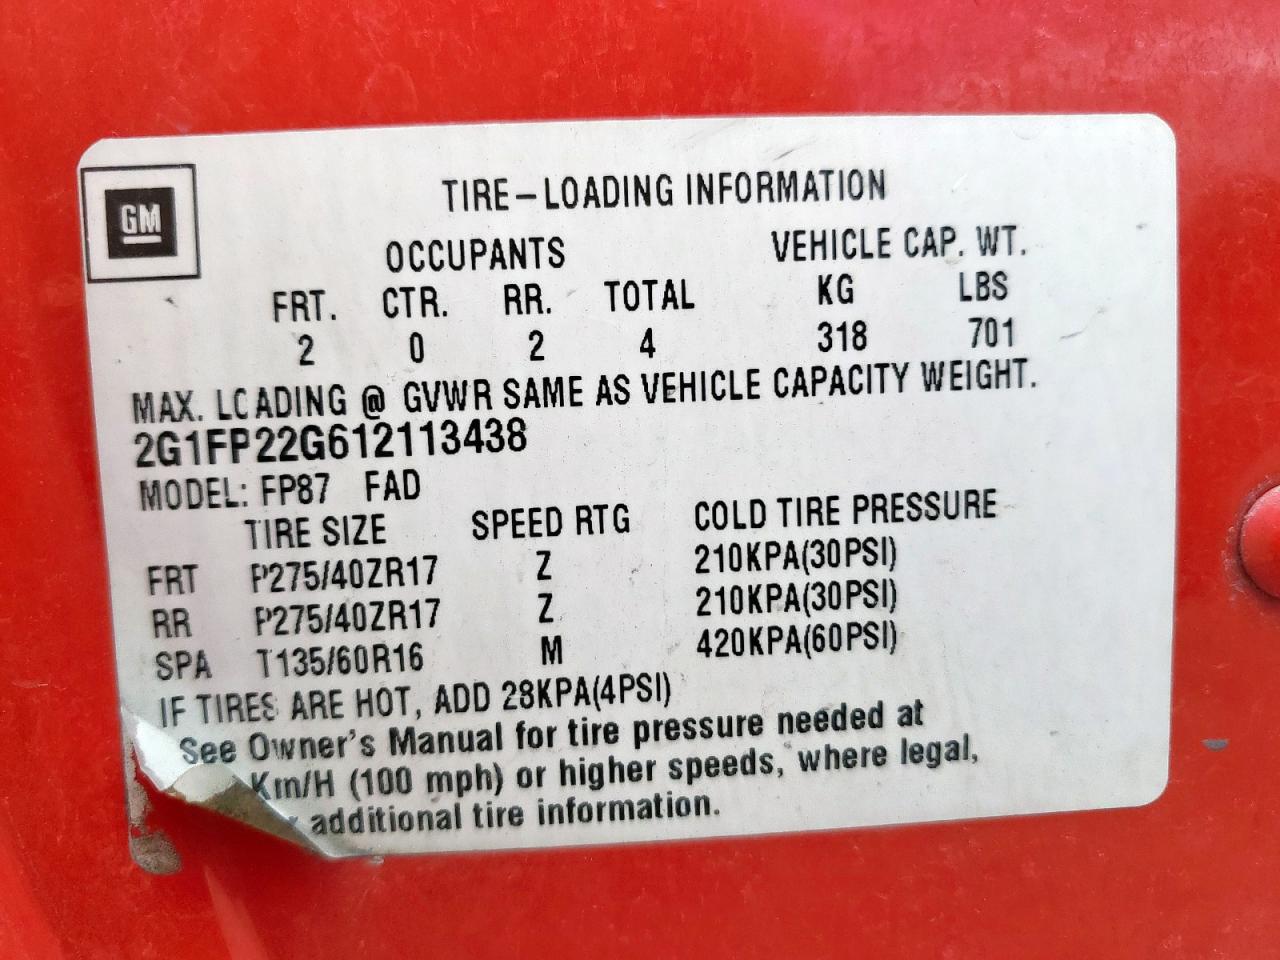 GM
TIRE-LOADING INFORMATION
OCCUPANTS VEHICLE CAP. WT.
FRT. CTR. RR. TOTAL KG LBS
2 0 2 4 318 701
MAX. LOADING @ GVWR SAME AS VEHICLE CAPACITY WEIGHT.
2G1FP22G612113438
MODEL: FP87 FAD
TIRE SIZE SPEED RTG COLD TIRE PRESSURE
FRT P275/40ZR17 Z 210KPA(30PSI)
RR P275/40ZR17 Z 210KPA(30PSI)
SPA T135/60R16 M 420KPA(60PSI)
IF TIRES ARE HOT, ADD 28KPA(4PSI)
See Owner's Manual for tire pressure needed at
Km/H (100 mph) or higher speeds, where legal,
additional tire information.